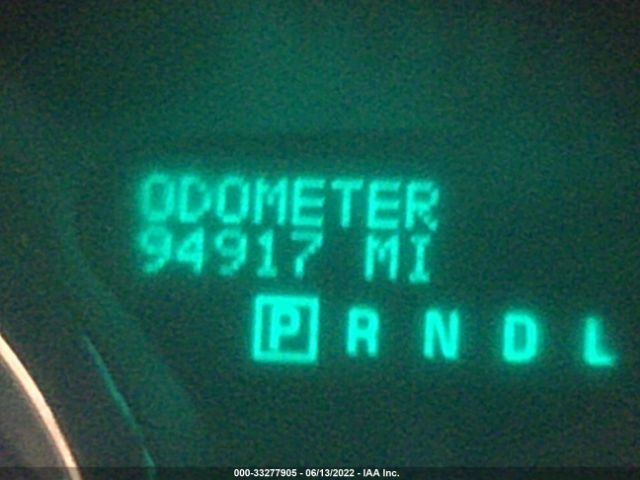 ODOMETER
94917 MI
P R N D L
000-33277905 - 06/13/2022 - IAA Inc.